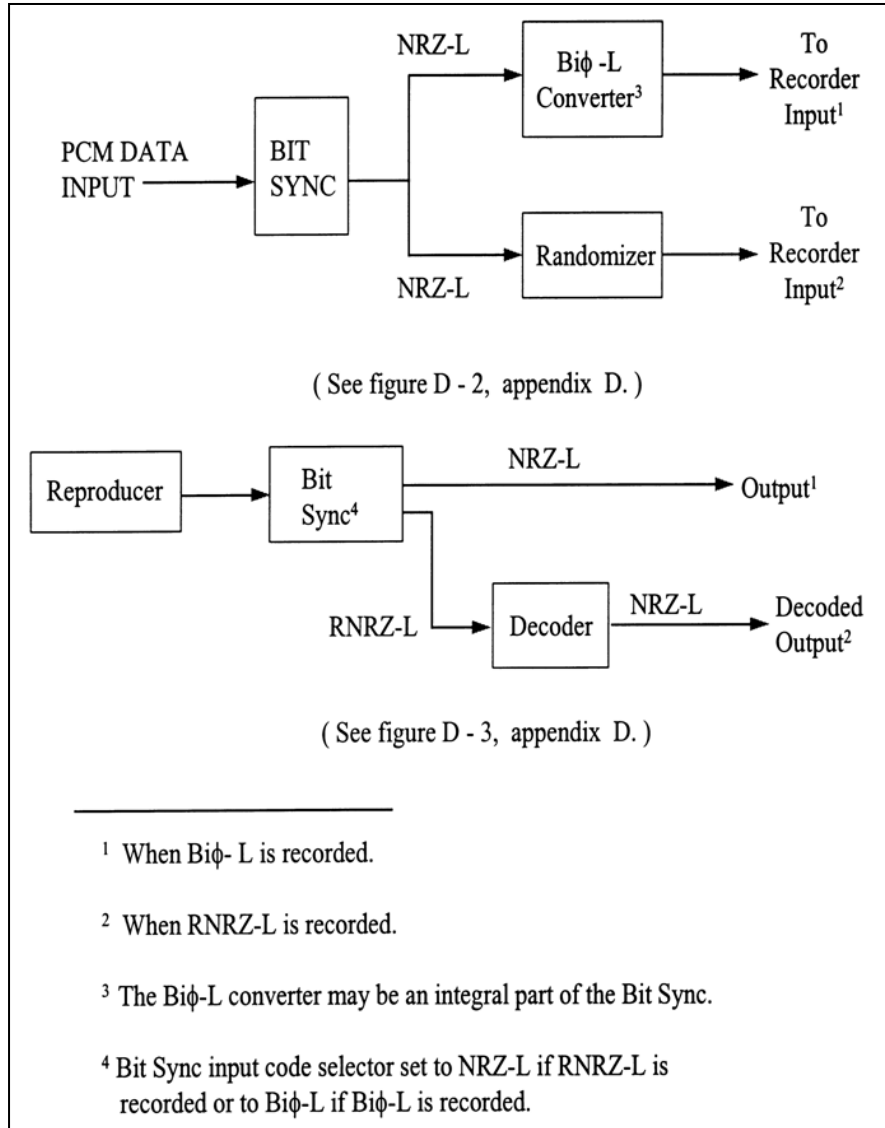 NRZ-L
Biϕ -L
Converter³
To
Recorder
Input¹
PCM DATA
INPUT
BIT
SYNC
NRZ-L
Randomizer
To
Recorder
Input²
( See figure D - 2, appendix D. )
Reproducer
Bit
Sync⁴
NRZ-L
Output¹
RNRZ-L
Decoder
NRZ-L
Decoded
Output²
( See figure D - 3, appendix D. )
¹ When Biϕ- L is recorded.
² When RNRZ-L is recorded.
³ The Biϕ-L converter may be an integral part of the Bit Sync.
⁴ Bit Sync input code selector set to NRZ-L if RNRZ-L is
recorded or to Biϕ-L if Biϕ-L is recorded.